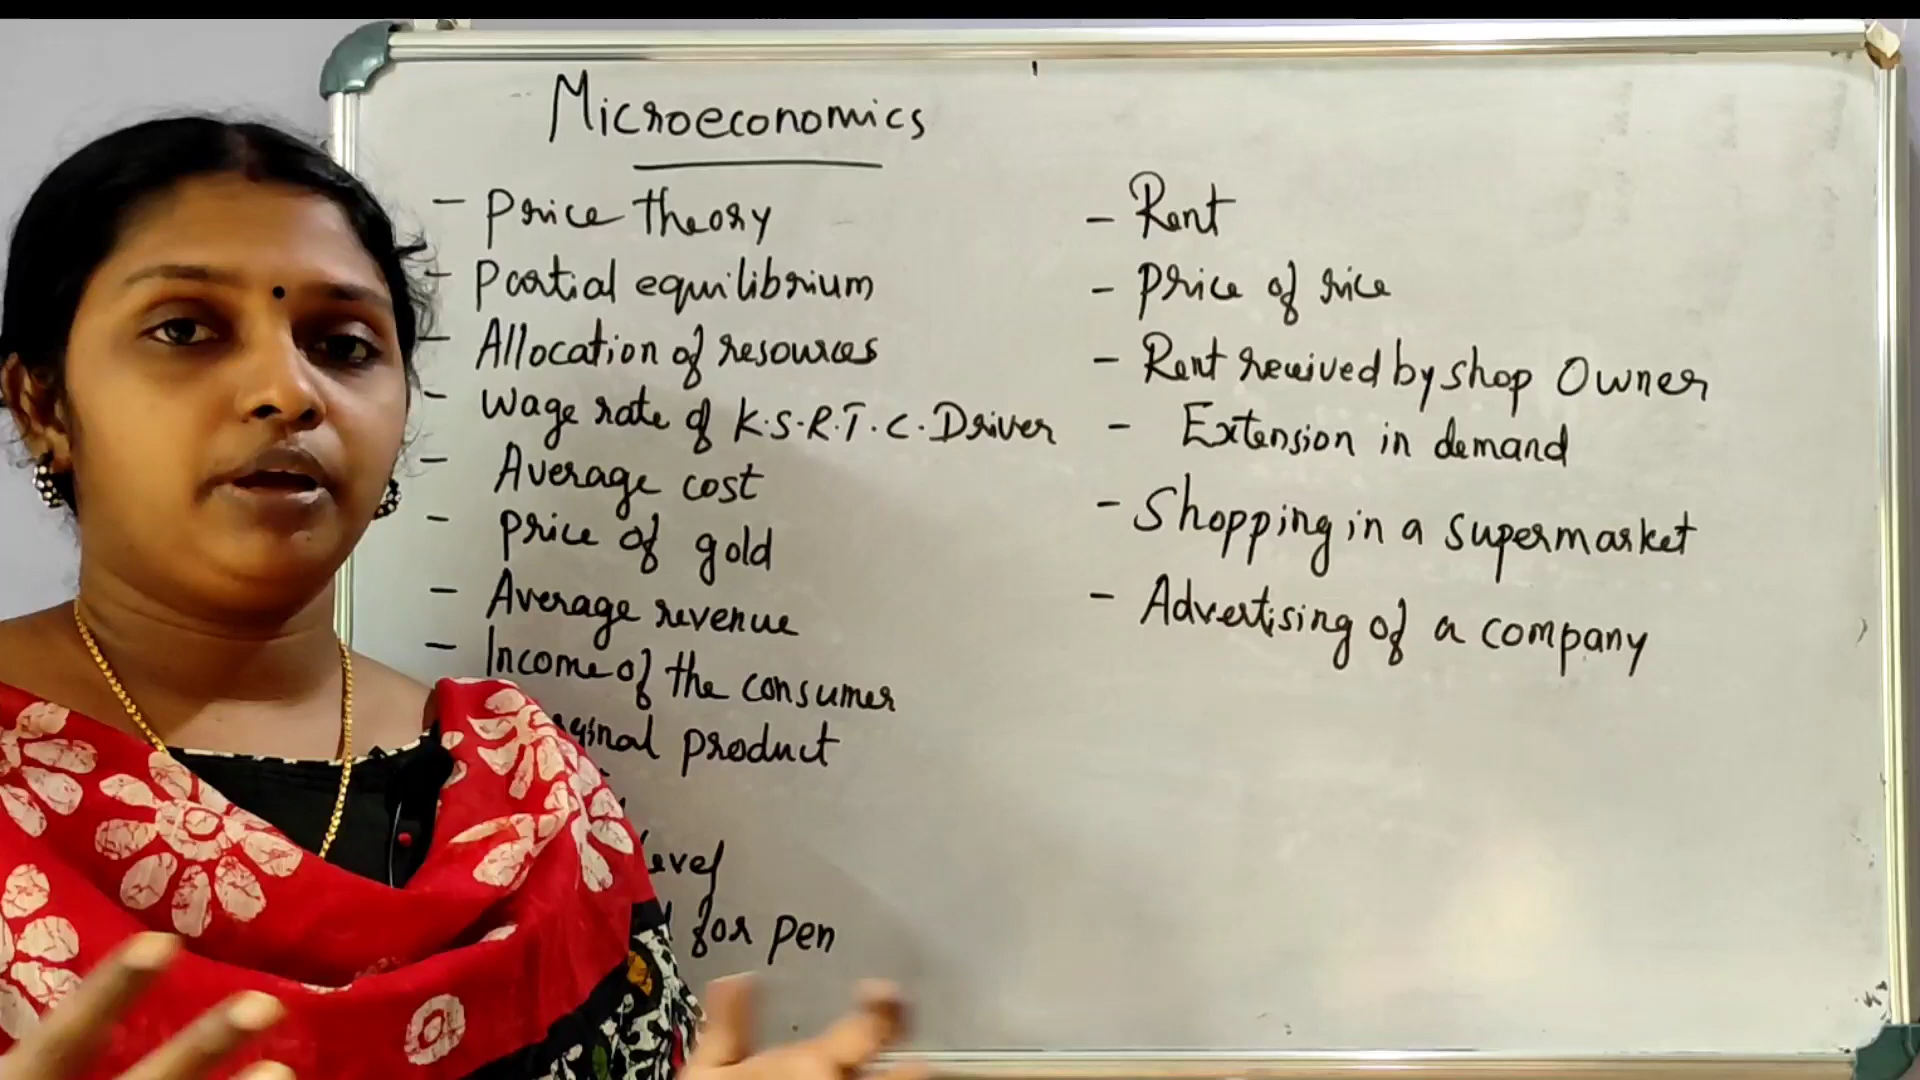 Microeconomics
- Price theory
- Partial equilibrium
- Allocation of resources
- Wage rate of K.S.R.T.C. Driver
- Average cost
- Price of gold
- Average revenue
- Income of the consumer
product
for pen
- Rent
- Price of rice
- Rent received by shop Owner
- Extension in demand
- Shopping in a supermarket
- Advertising of a company